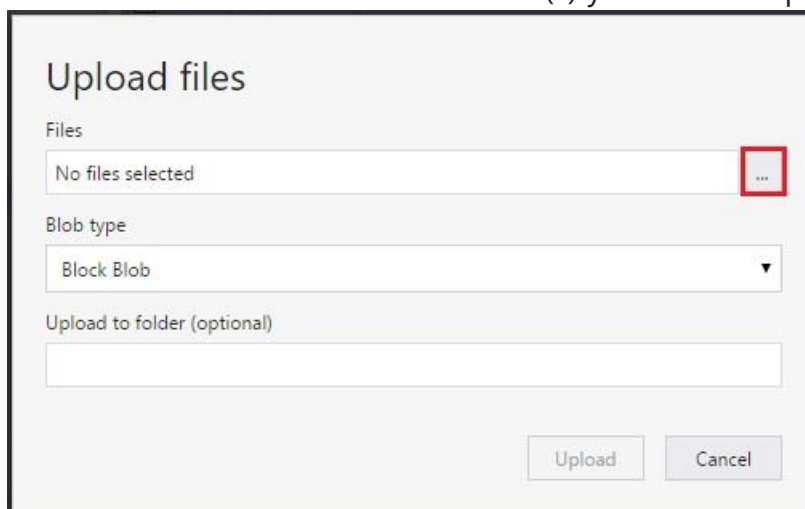 Upload files
Files
No files selected
...
Blob type
Block Blob
Upload to folder (optional)
Upload
Cancel